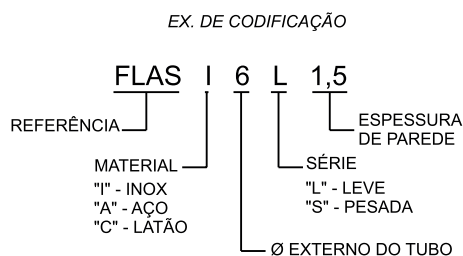 EX. DE CODIFICAÇÃO
FLAS I 6 L 1,5
REFERÊNCIA
ESPESSURA
DE PAREDE
MATERIAL
"I" - INOX
"A" - AÇO
"C" - LATÃO
SÉRIE
"L" - LEVE
"S" - PESADA
Ø EXTERNO DO TUBO